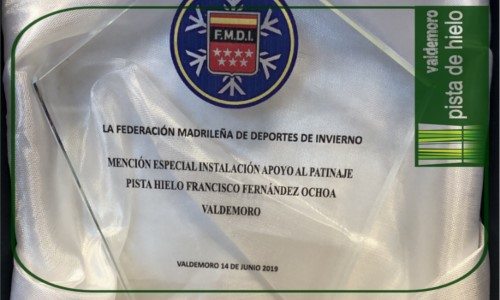 F.M.D.I.
LA FEDERACIÓN MADRILEÑA DE DEPORTES DE INVIERNO
MENCIÓN ESPECIAL INSTALACIÓN APOYO AL PATINAJE
PISTA HIELO FRANCISCO FERNÁNDEZ OCHOA
VALDEMORO
VALDEMORO 14 DE JUNIO 2019
valdemoro
pista de hielo